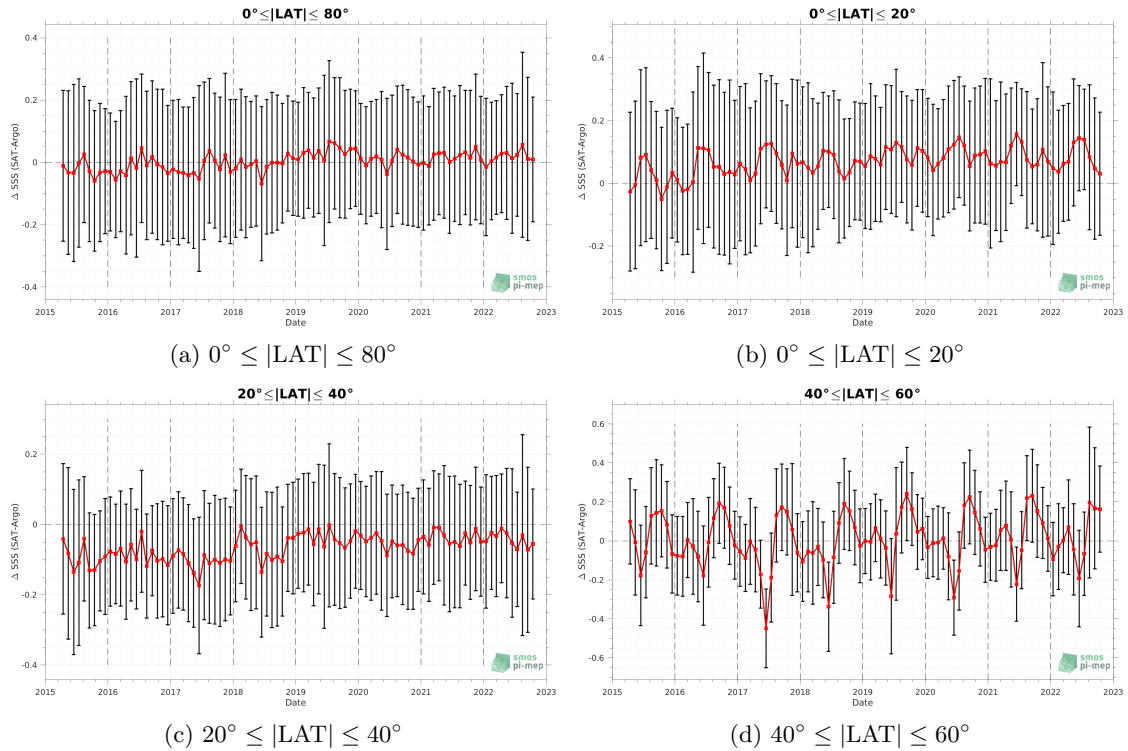 0°≤|LAT|≤ 80°
Δ SSS (SAT-Argo)
0.4
0.2
0
-0.2
-0.4
2015 2016 2017 2018 2019 2020 2021 2022 2023
Date
smos
pi-mep
(a) 0° ≤ |LAT| ≤ 80°
0°≤|LAT|≤ 20°
Δ SSS (SAT-Argo)
0.4
0.2
0
-0.2
2015 2016 2017 2018 2019 2020 2021 2022 2023
Date
smos
pi-mep
(b) 0° ≤ |LAT| ≤ 20°
20°≤|LAT|≤ 40°
Δ SSS (SAT-Argo)
0.2
0
-0.2
-0.4
2015 2016 2017 2018 2019 2020 2021 2022 2023
Date
smos
pi-mep
(c) 20° ≤ |LAT| ≤ 40°
40°≤|LAT|≤ 60°
Δ SSS (SAT-Argo)
0.6
0.4
0.2
-0.0
-0.2
-0.4
-0.6
2015 2016 2017 2018 2019 2020 2021 2022 2023
Date
smos
pi-mep
(d) 40° ≤ |LAT| ≤ 60°